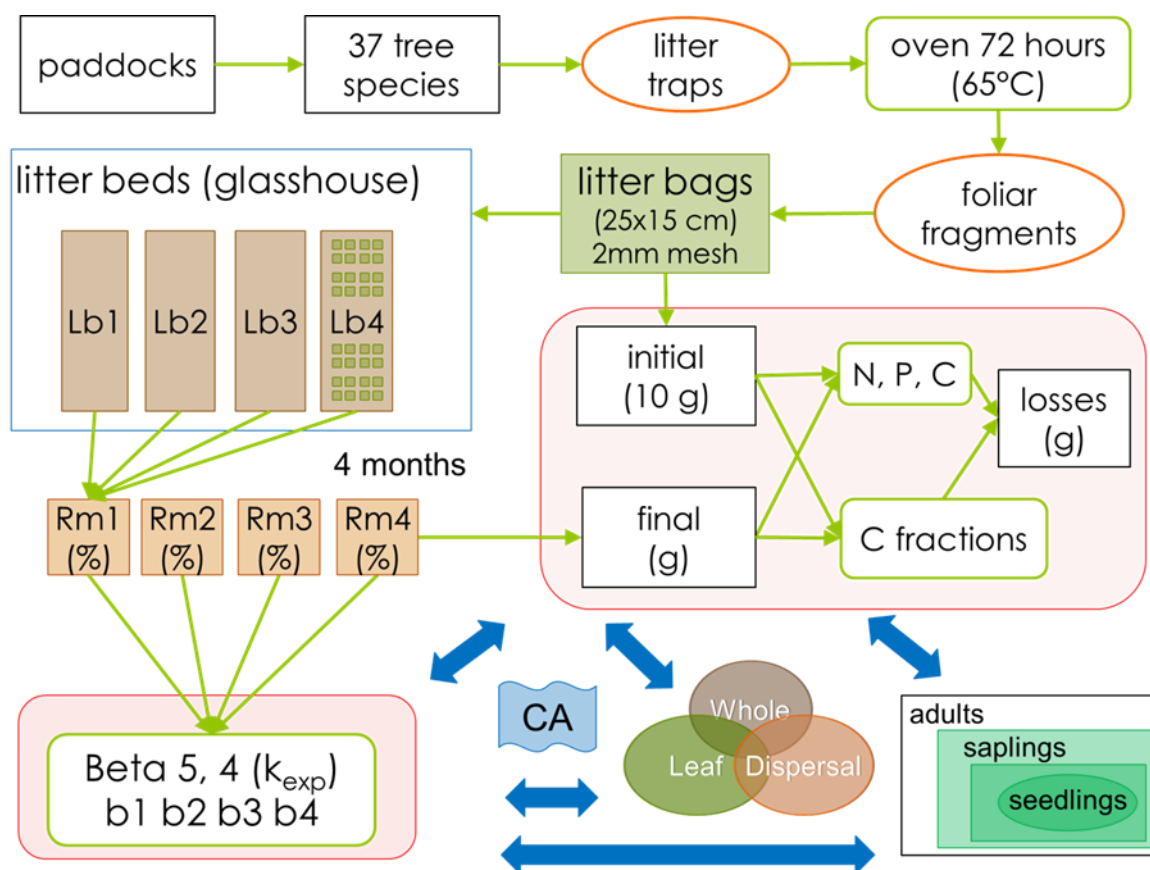 paddocks
37 tree
species
litter
traps
oven 72 hours
(65°C)
litter beds (glasshouse)
litter bags
(25x15 cm)
2mm mesh
foliar
fragments
Lb1
Lb2
Lb3
Lb4
initial
(10 g)
N, P, C
losses
(g)
4 months
Rm1
(%)
Rm2
(%)
Rm3
(%)
Rm4
(%)
final
(g)
C fractions
CA
Whole
Leaf
Dispersal
adults
saplings
seedlings
Beta 5, 4 (kexp)
b1 b2 b3 b4